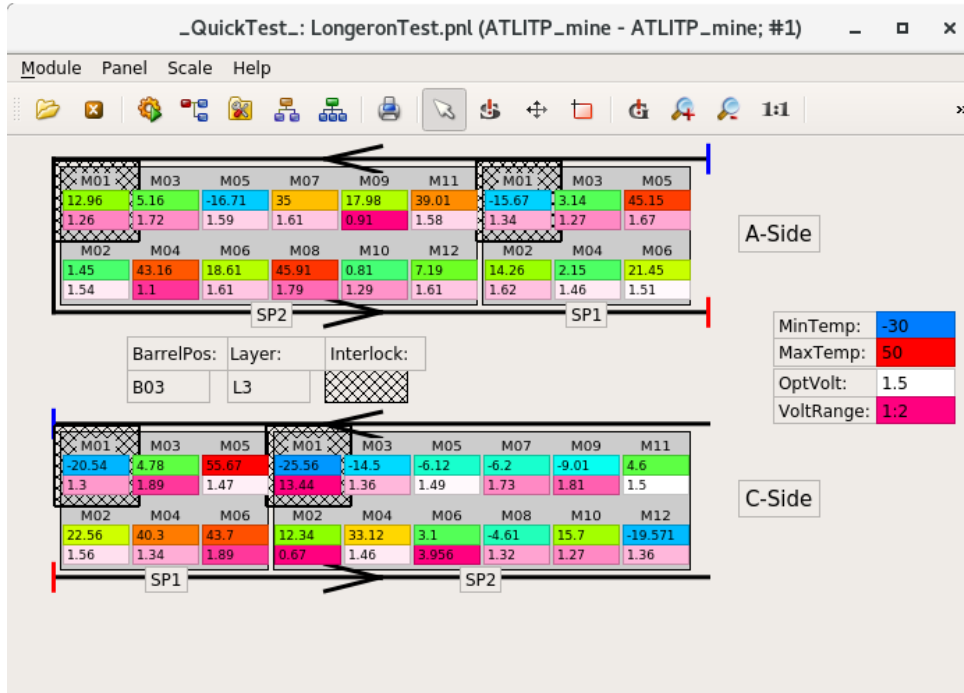 _QuickTest_: LongeronTest.pnl (ATLITP_mine - ATLITP_mine; #1)
Module Panel Scale Help
1:1 »
M01 M03 M05 M07 M09 M11 M01 M03 M05
12.96 5.16 -16.71 35 17.98 39.01 -15.67 3.14 45.15
1.26 1.72 1.59 1.61 0.91 1.58 1.34 1.27 1.67
A-Side
M02 M04 M06 M08 M10 M12 M02 M04 M06
1.45 43.16 18.61 45.91 0.81 7.19 14.26 2.15 21.45
1.54 1.1 1.61 1.79 1.29 1.61 1.62 1.46 1.51
SP2 SP1
MinTemp: -30
MaxTemp: 50
OptVolt: 1.5
VoltRange: 1:2
BarrelPos: Layer: Interlock:
B03 L3
M01 M03 M05 M01 M03 M05 M07 M09 M11
-20.54 4.78 55.67 -25.56 -14.5 -6.12 -6.2 -9.01 4.6
1.3 1.89 1.47 13.44 1.36 1.49 1.73 1.81 1.5
C-Side
M02 M04 M06 M02 M04 M06 M08 M10 M12
22.56 40.3 43.7 12.34 33.12 3.1 -4.61 15.7 -19.571
1.56 1.34 1.89 0.67 1.46 3.956 1.32 1.27 1.36
SP1 SP2